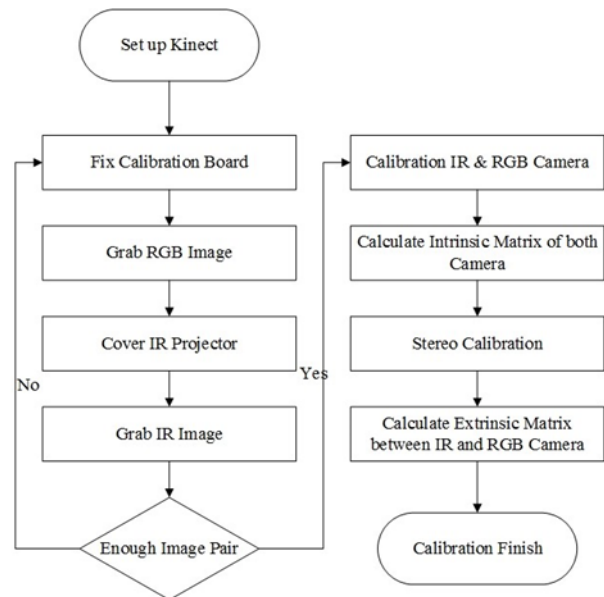 Set up Kinect
Fix Calibration Board
Grab RGB Image
Cover IR Projector
No
Grab IR Image
Enough Image Pair
Yes
Calibration IR & RGB Camera
Calculate Intrinsic Matrix of both
Camera
Stereo Calibration
Calculate Extrinsic Matrix
between IR and RGB Camera
Calibration Finish